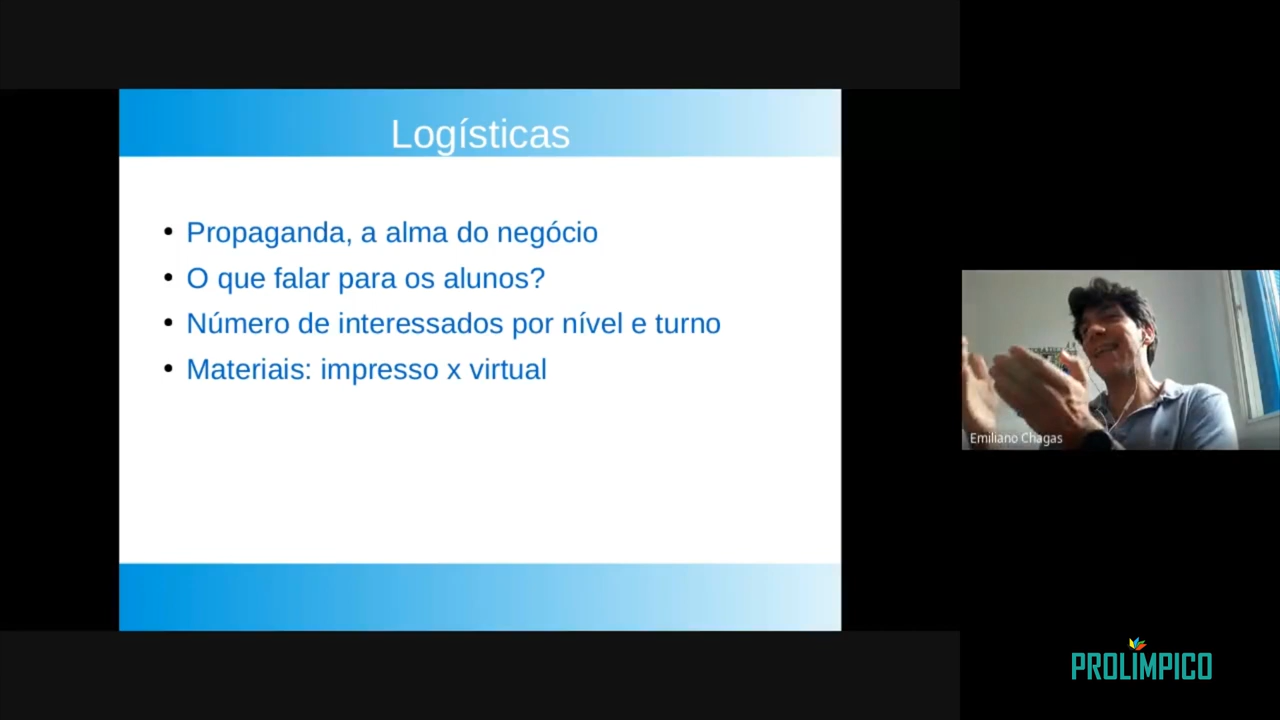 Logísticas
Propaganda, a alma do negócio
O que falar para os alunos?
Número de interessados por nível e turno
Materiais: impresso x virtual
Emiliano Chagas
PROLÍMPICO